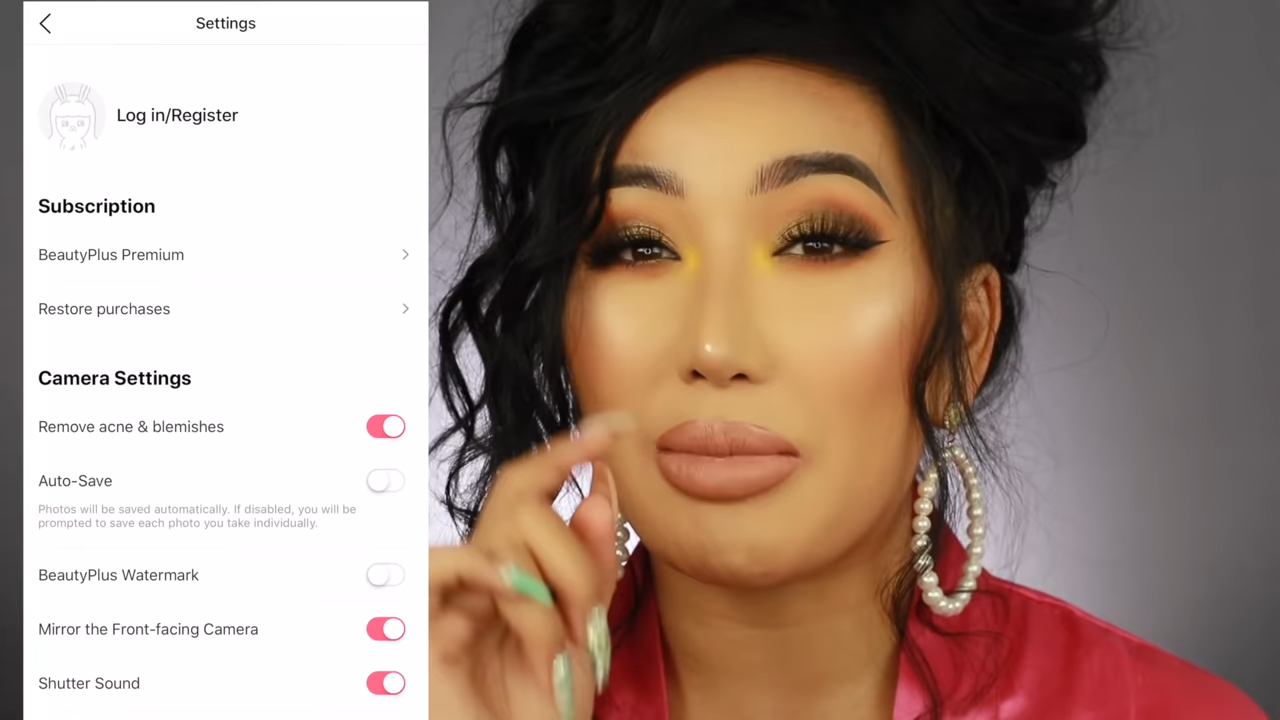 Settings
Log in/Register
Subscription
BeautyPlus Premium
Restore purchases
Camera Settings
Remove acne & blemishes
Auto-Save
Photos will be saved automatically. If disabled, you will be
prompted to save each photo you take individually.
BeautyPlus Watermark
Mirror the Front-facing Camera
Shutter Sound